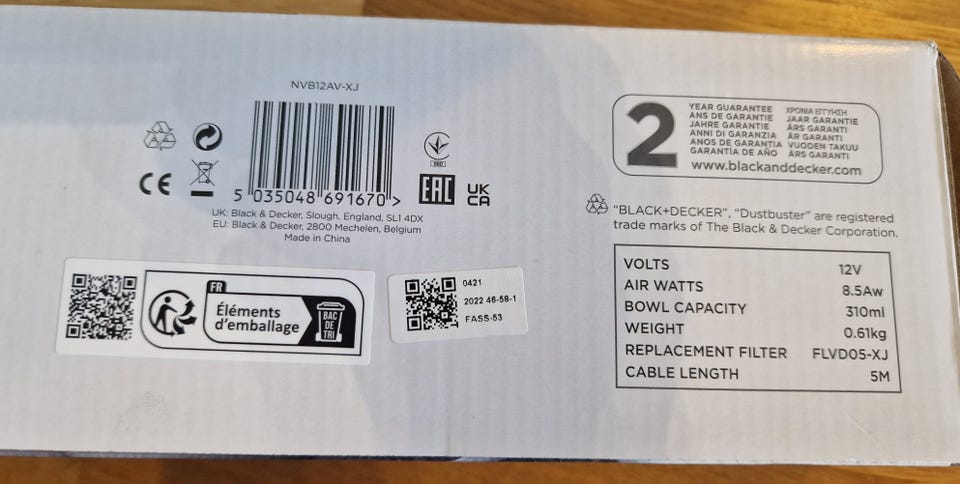 NVB12AV-XJ
5 035048 691670 >
CE
EAC
UK
CA
UK: Black & Decker, Slough, England, SL1 4DX
EU: Black & Decker, 2800 Mechelen, Belgium
Made in China
2
YEAR GUARANTEE
ANS DE GARANTIE
JAHRE GARANTIE
ANNI DI GARANZIA
ANOS DE GARANTIA
GARANTÍA DE AÑO
ΧΡΟΝΙΑ ΕΓΓΥΗΣΗ
JAAR GARANTIE
ÅRS GARANTI
ÅR GARANTI
VUODEN TAKUU
ÅRS GARANTI
www.blackanddecker.com
"BLACK+DECKER", "Dustbuster" are registered
trade marks of The Black & Decker Corporation.
FR
Éléments
d'emballage
BAC
DE
TRI
0421
2022 46-58-1
FASS-53
VOLTS 12V
AIR WATTS 8.5Aw
BOWL CAPACITY 310ml
WEIGHT 0.61kg
REPLACEMENT FILTER FLVD05-XJ
CABLE LENGTH 5M